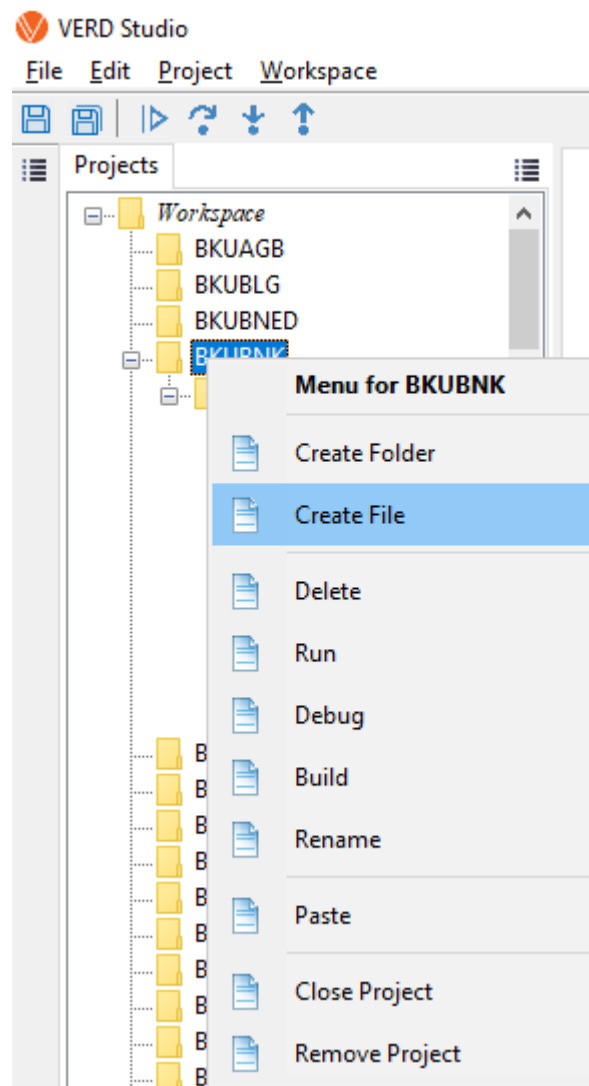 VERD Studio
File Edit Project Workspace
Projects
Workspace
BKUAGB
BKUBLG
BKUBNED
BKUBNK
Menu for BKUBNK
Create Folder
Create File
Delete
Run
Debug
Build
Rename
Paste
Close Project
Remove Project
B
B
B
B
B
B
B
B
B
B